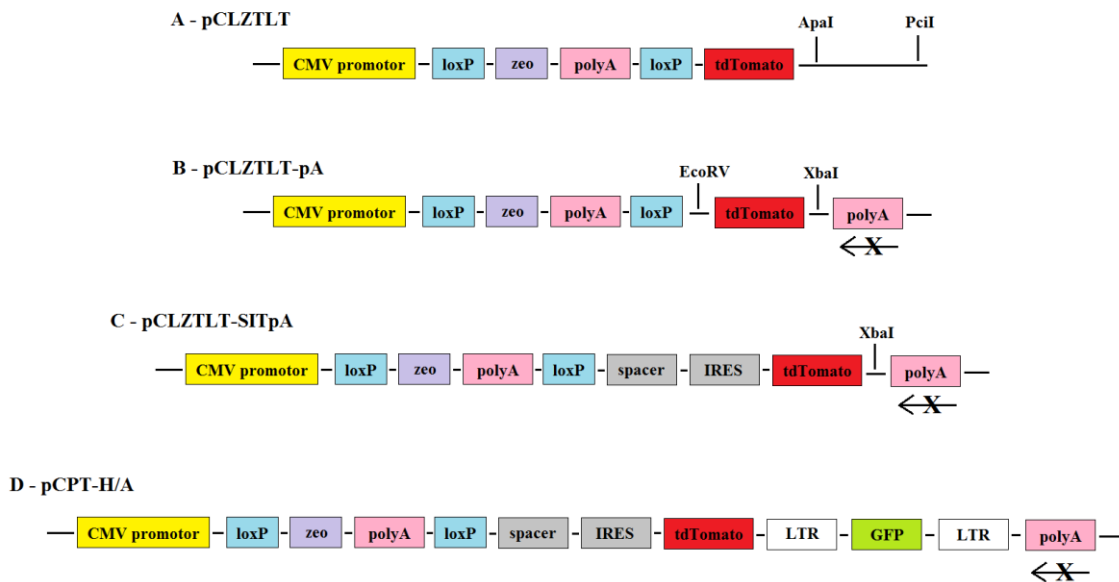 A - pCLZTLT
ApaI PciI
CMV promotor loxP zeo polyA loxP tdTomato
B - pCLZTLT-pA
EcoRV XbaI
CMV promotor loxP zeo polyA loxP tdTomato polyA
X
C - pCLZTLT-SITpA
XbaI
CMV promotor loxP zeo polyA loxP spacer IRES tdTomato polyA
X
D - pCPT-H/A
CMV promotor loxP zeo polyA loxP spacer IRES tdTomato LTR GFP LTR polyA
X